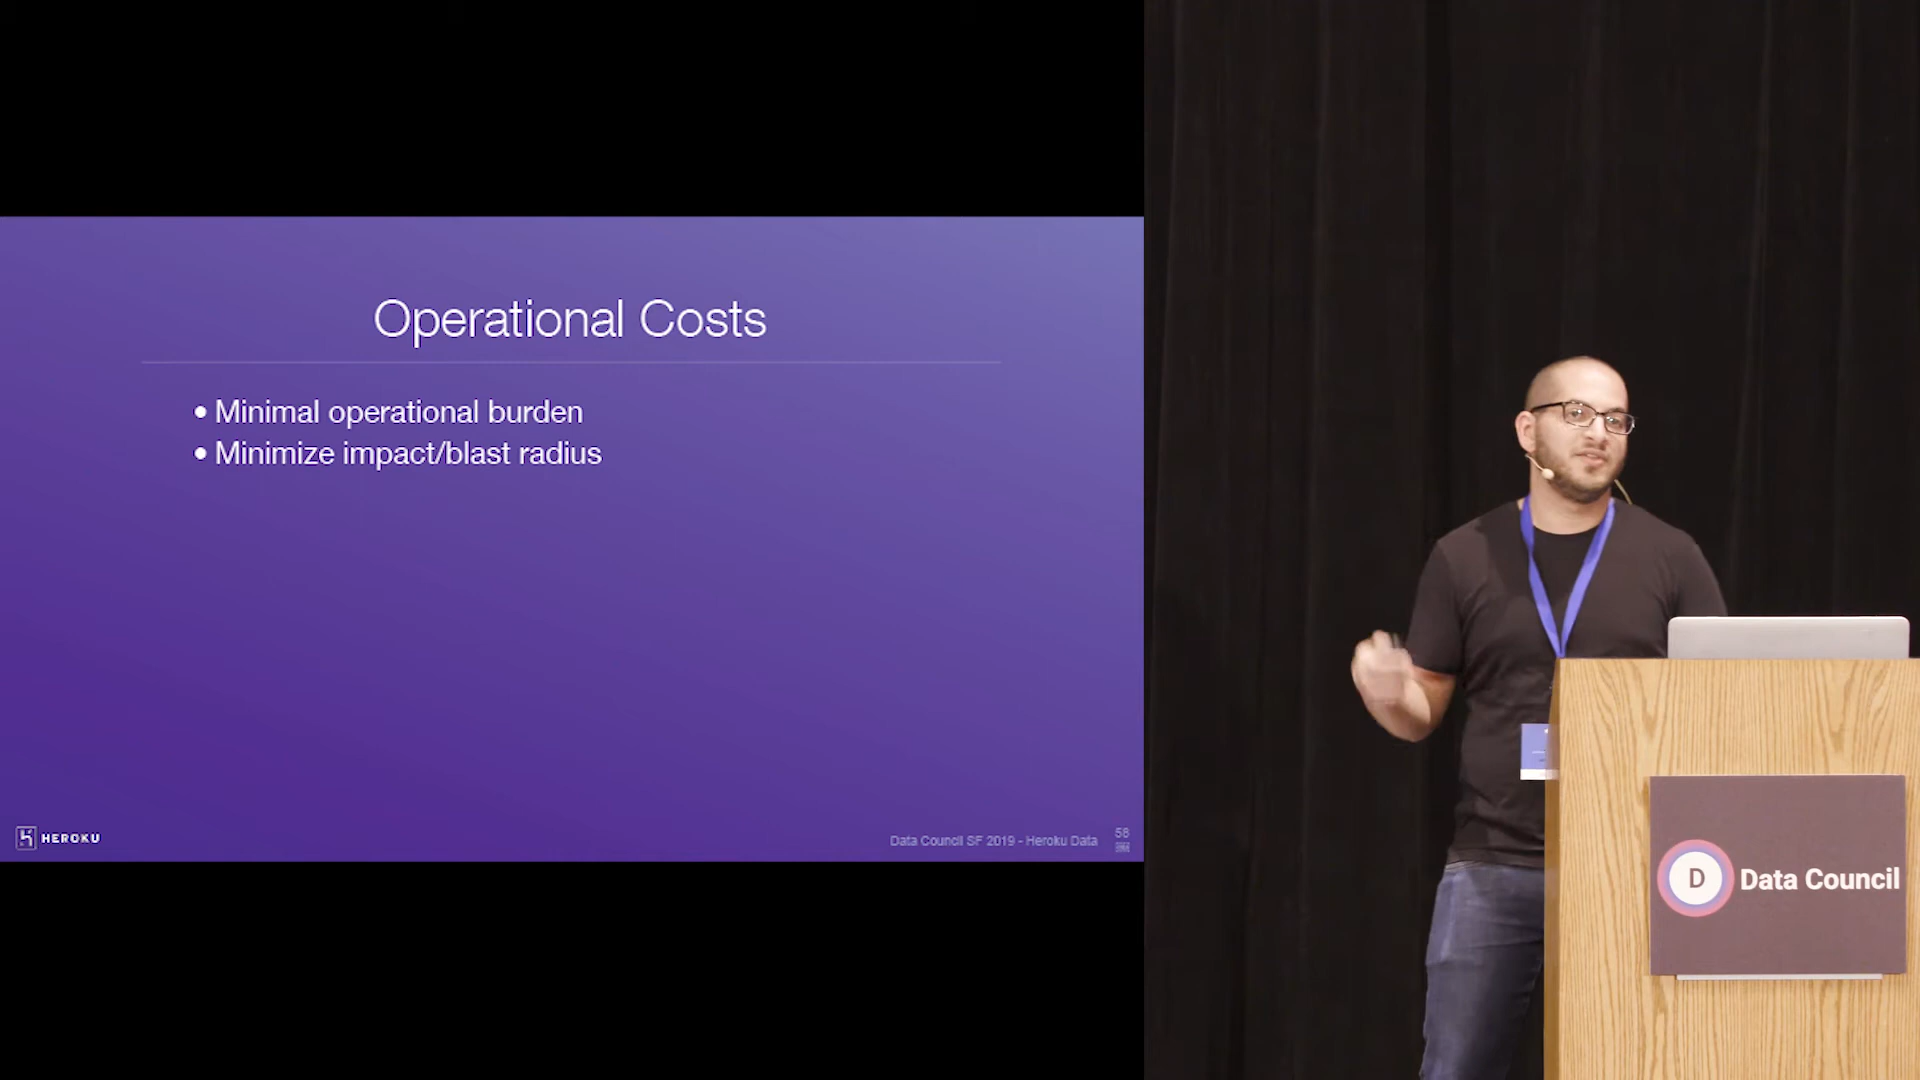 Operational Costs
• Minimal operational burden
• Minimize impact/blast radius
HEROKU
Data Council SF 2019 - Heroku Data
58
D Data Council